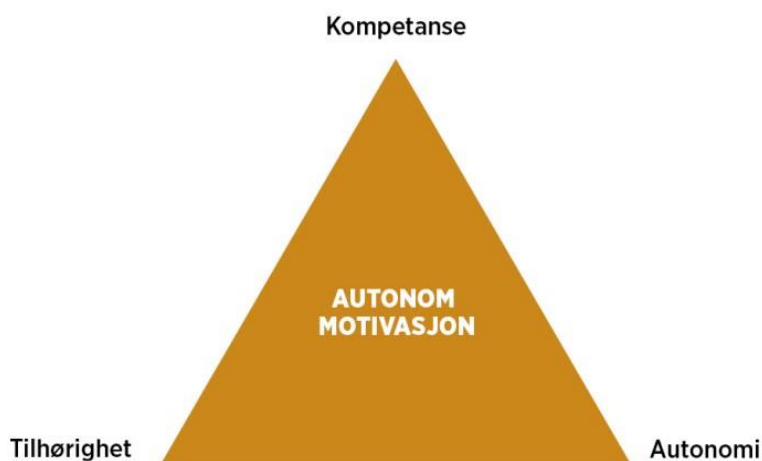 Kompetanse
AUTONOM
MOTIVASJON
Tilhørighet
Autonomi